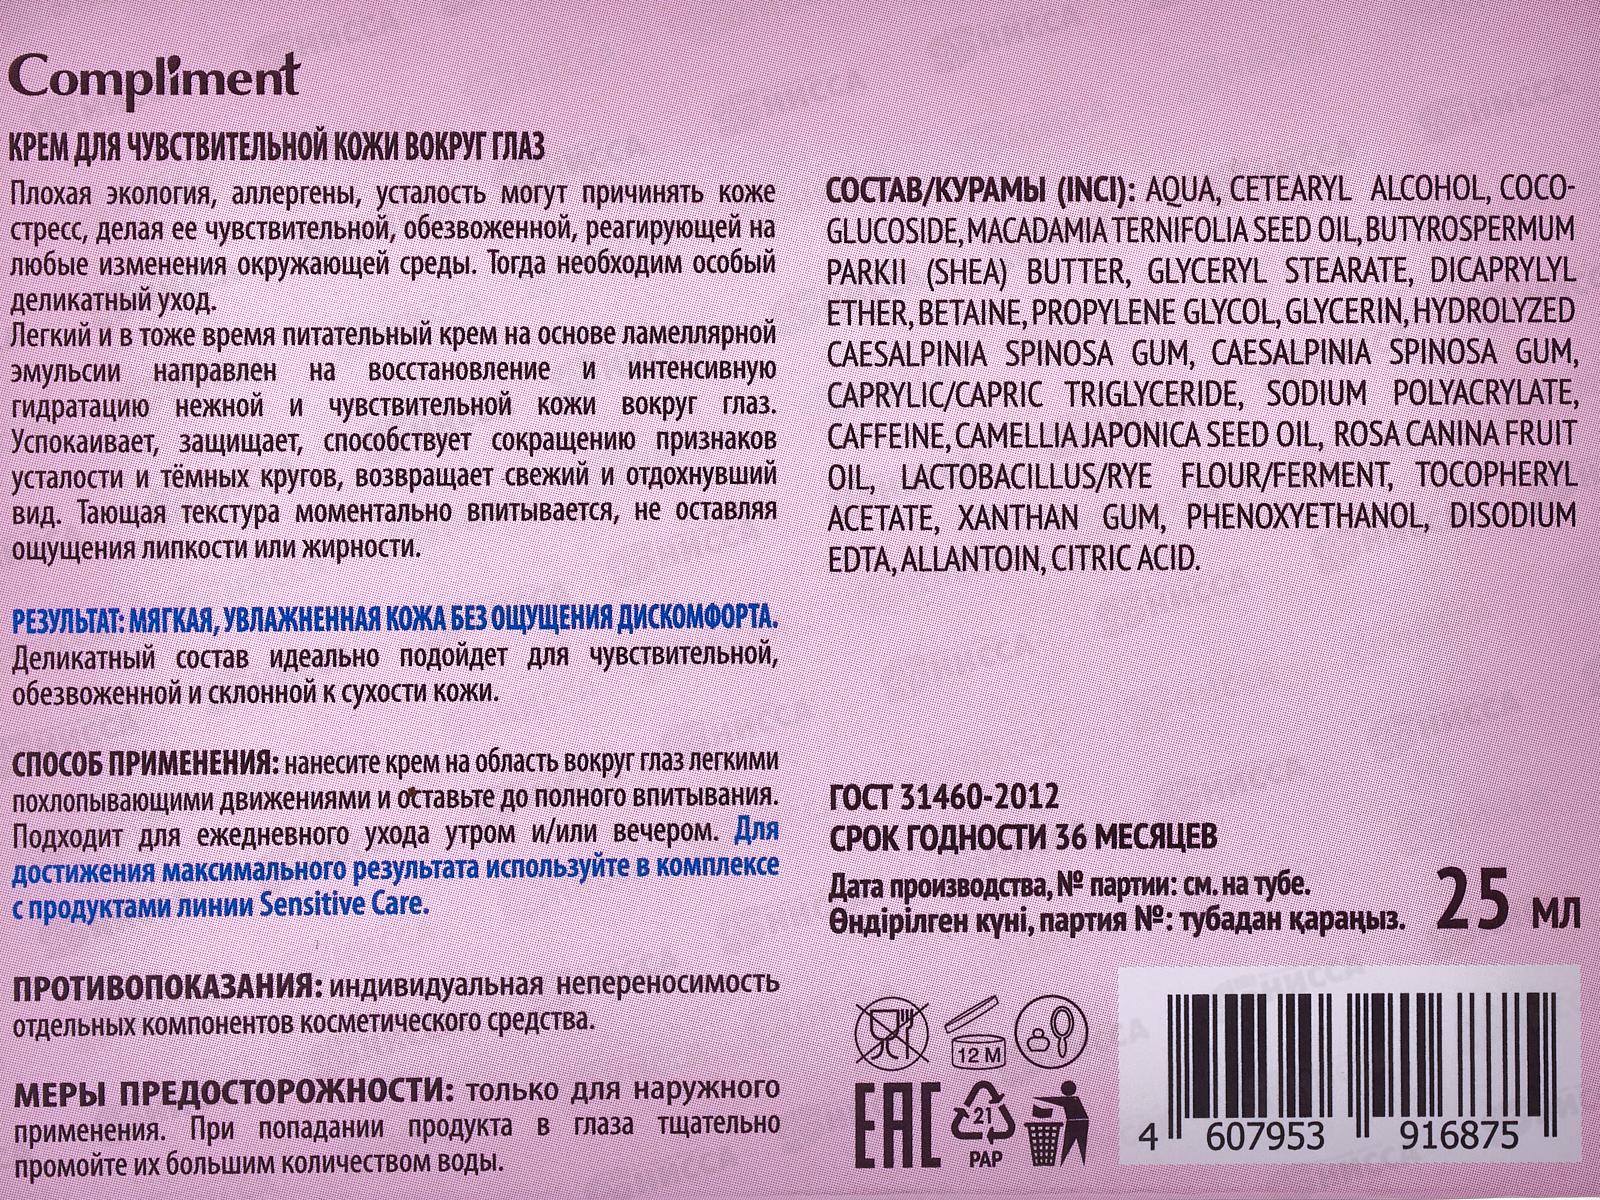 Compliment
КРЕМ ДЛЯ ЧУВСТВИТЕЛЬНОЙ КОЖИ ВОКРУГ ГЛАЗ
Плохая экология, аллергены, усталость могут причинять коже
стресс, делая ее чувствительной, обезвоженной, реагирующей на
любые изменения окружающей среды. Тогда необходим особый
деликатный уход.
Легкий и в тоже время питательный крем на основе ламеллярной
эмульсии направлен на восстановление и интенсивную
гидратацию нежной и чувствительной кожи вокруг глаз.
Успокаивает, защищает, способствует сокращению признаков
усталости и тёмных кругов, возвращает свежий и отдохнувший
вид. Тающая текстура моментально впитывается, не оставляя
ощущения липкости или жирности.
РЕЗУЛЬТАТ: МЯГКАЯ, УВЛАЖНЕННАЯ КОЖА БЕЗ ОЩУЩЕНИЯ ДИСКОМФОРТА.
Деликатный состав идеально подойдет для чувствительной,
обезвоженной и склонной к сухости кожи.
СПОСОБ ПРИМЕНЕНИЯ: нанесите крем на область вокруг глаз легкими
похлопывающими движениями и оставьте до полного впитывания.
Подходит для ежедневного ухода утром и/или вечером. Для
достижения максимального результата используйте в комплексе
с продуктами линии Sensitive Care.
ПРОТИВОПОКАЗАНИЯ: индивидуальная непереносимость
отдельных компонентов косметического средства.
МЕРЫ ПРЕДОСТОРОЖНОСТИ: только для наружного
применения. При попадании продукта в глаза тщательно
промойте их большим количеством воды.
СОСТАВ/КУРАМЫ (INCI): AQUA, CETEARYL ALCOHOL, COCO-
GLUCOSIDE, MACADAMIA TERNIFOLIA SEED OIL, BUTYROSPERMUM
PARKII (SHEA) BUTTER, GLYCERYL STEARATE, DICAPRYLYL
ETHER, BETAINE, PROPYLENE GLYCOL, GLYCERIN, HYDROLYZED
CAESALPINIA SPINOSA GUM, CAESALPINIA SPINOSA GUM,
CAPRYLIC/CAPRIC TRIGLYCERIDE, SODIUM POLYACRYLATE,
CAFFEINE, CAMELLIA JAPONICA SEED OIL, ROSA CANINA FRUIT
OIL, LACTOBACILLUS/RYE FLOUR/FERMENT, TOCOPHERYL
ACETATE, XANTHAN GUM, PHENOXYETHANOL, DISODIUM
EDTA, ALLANTOIN, CITRIC ACID.
ГОСТ 31460-2012
СРОК ГОДНОСТИ 36 МЕСЯЦЕВ
Дата производства, № партии: см. на тубе.
Өндірілген күні, партия №: тубадан қараңыз.
25 мл
12 М
EAC
21
PAP
4 607953 916875